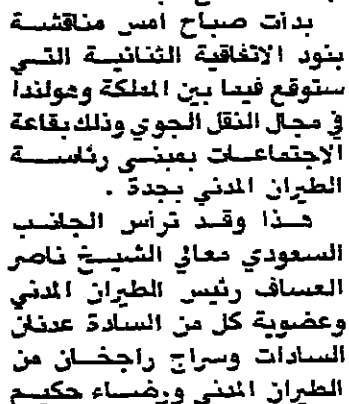 بدأت صباح امس مناقشة
بنود الاتفاقية الثنائية التي
ستوقع فيما بين المملكة وهولندا
في مجال النقل الجوي وذلك بقاعة
الاجتماعات بمبنى رئاسة
الطيران المدني بجدة .
هذا وقد ترأس الجانب
السعودي معالي الشيخ ناصر
العساف رئيس الطيران المدني
وعضوية كل من السادة عدنان
السادات وسراج راجخان من
الطيران المدني ورضاء حكيم